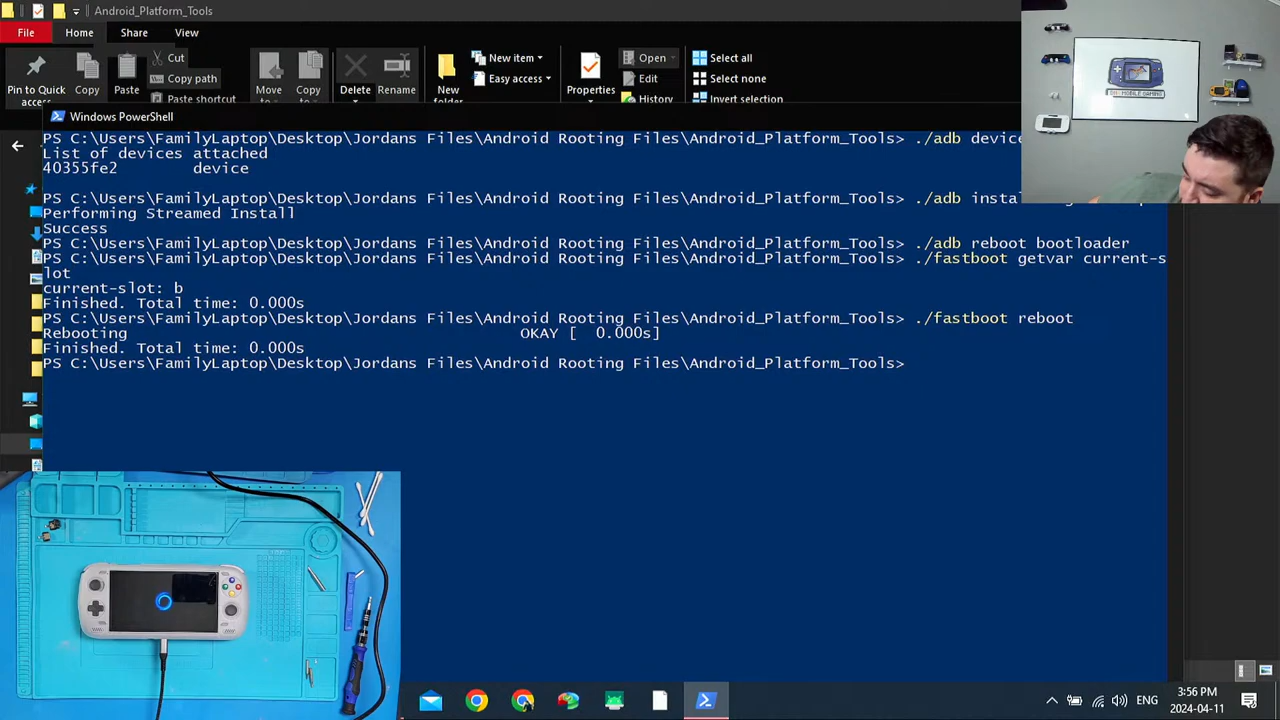 Android_Platform_Tools
File Home Share View
Pin to Quick access
Copy
Paste
Cut
Copy path
Paste shortcut
Move to
Copy to
Delete
Rename
New folder
New item
Easy access
Properties
Open
Edit
History
Select all
Select none
Invert selection
Windows PowerShell
PS C:\Users\FamilyLaptop\Desktop\Jordans Files\Android Rooting Files\Android_Platform_Tools> ./adb device
List of devices attached
40355fe2 device
PS C:\Users\FamilyLaptop\Desktop\Jordans Files\Android Rooting Files\Android_Platform_Tools> ./adb install
Performing Streamed Install
Success
PS C:\Users\FamilyLaptop\Desktop\Jordans Files\Android Rooting Files\Android_Platform_Tools> ./adb reboot bootloader
PS C:\Users\FamilyLaptop\Desktop\Jordans Files\Android Rooting Files\Android_Platform_Tools> ./fastboot getvar current-s
lot
current-slot: b
Finished. Total time: 0.000s
PS C:\Users\FamilyLaptop\Desktop\Jordans Files\Android Rooting Files\Android_Platform_Tools> ./fastboot reboot
Rebooting OKAY [ 0.000s]
Finished. Total time: 0.000s
PS C:\Users\FamilyLaptop\Desktop\Jordans Files\Android Rooting Files\Android_Platform_Tools>
MOBILE GAMING
ENG
3:56 PM
2024-04-11